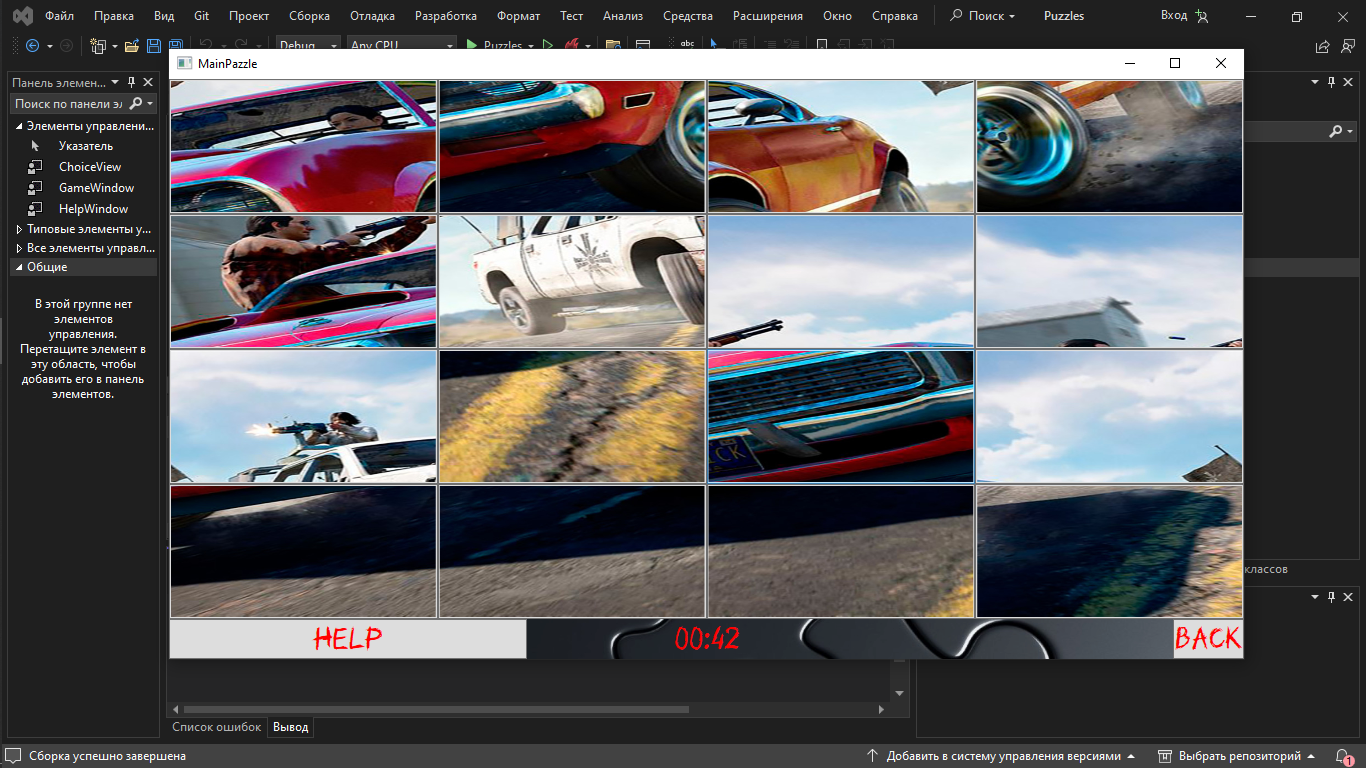 Файл Правка Вид Git Проект Сборка Отладка Разработка Формат Тест Анализ Средства Расширения Окно Справка Поиск Puzzles Вход
Debug Any CPU Puzzles abc
MainPazzle
Панель элемен...
Поиск по панели эл
Элементы управлени...
Указатель
ChoiceView
GameWindow
HelpWindow
Типовые элементы у...
Все элементы управл...
Общие
В этой группе нет
элементов
управления.
Перетащите элемент в
эту область, чтобы
добавить его в панель
элементов.
CK
классов
HELP 00:42 BACK
Список ошибок Вывод
Сборка успешно завершена Добавить в систему управления версиями Выбрать репозиторий 1